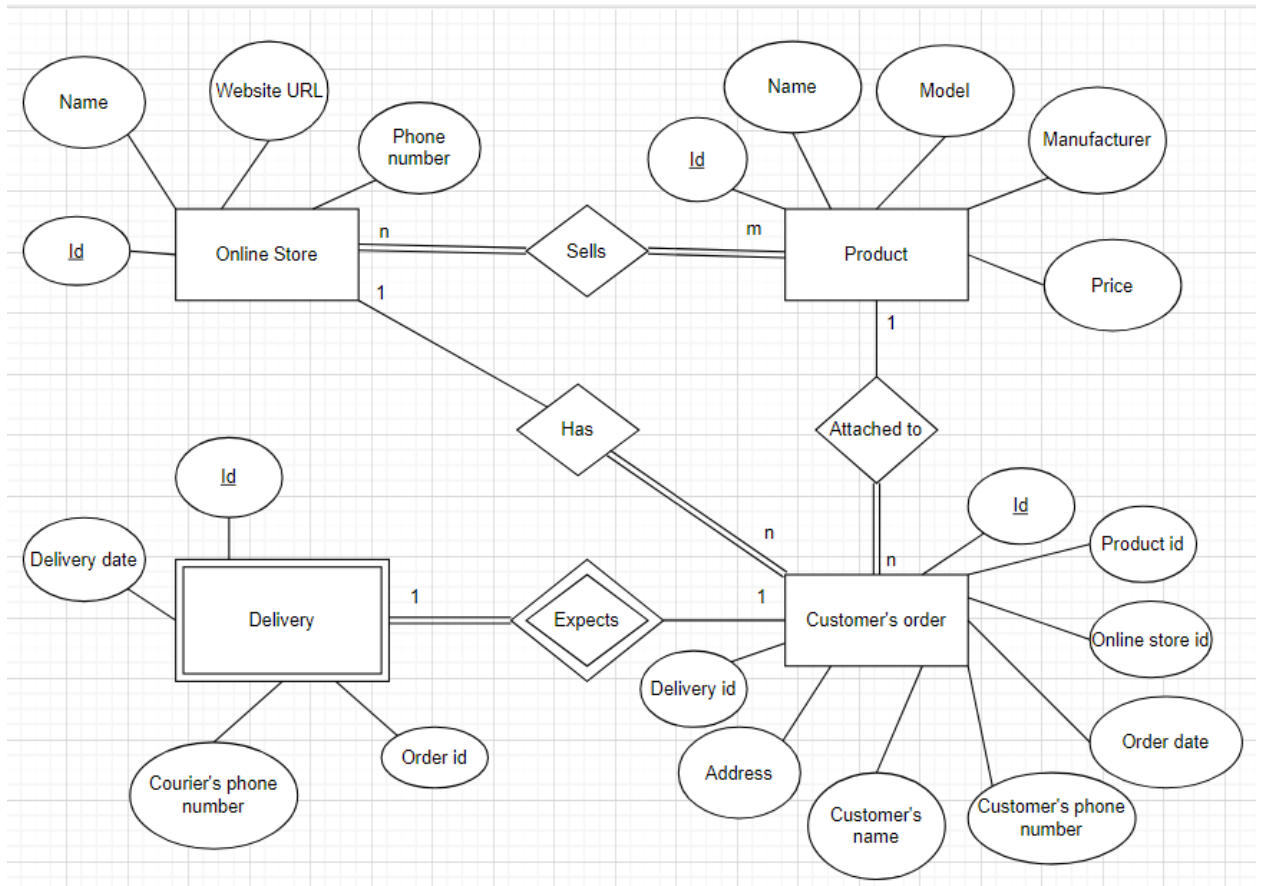 Name
Website URL
Phone
number
Id
Online Store
n
Sells
m
Id
Name
Model
Manufacturer
Product
Price
1
1
Has
Attached to
n
n
Id
Delivery date
Delivery
1
Expects
1
Customer's order
Id
Product id
Online store id
Order date
Delivery id
Address
Customer's
name
Customer's phone
number
Order id
Courier's phone
number